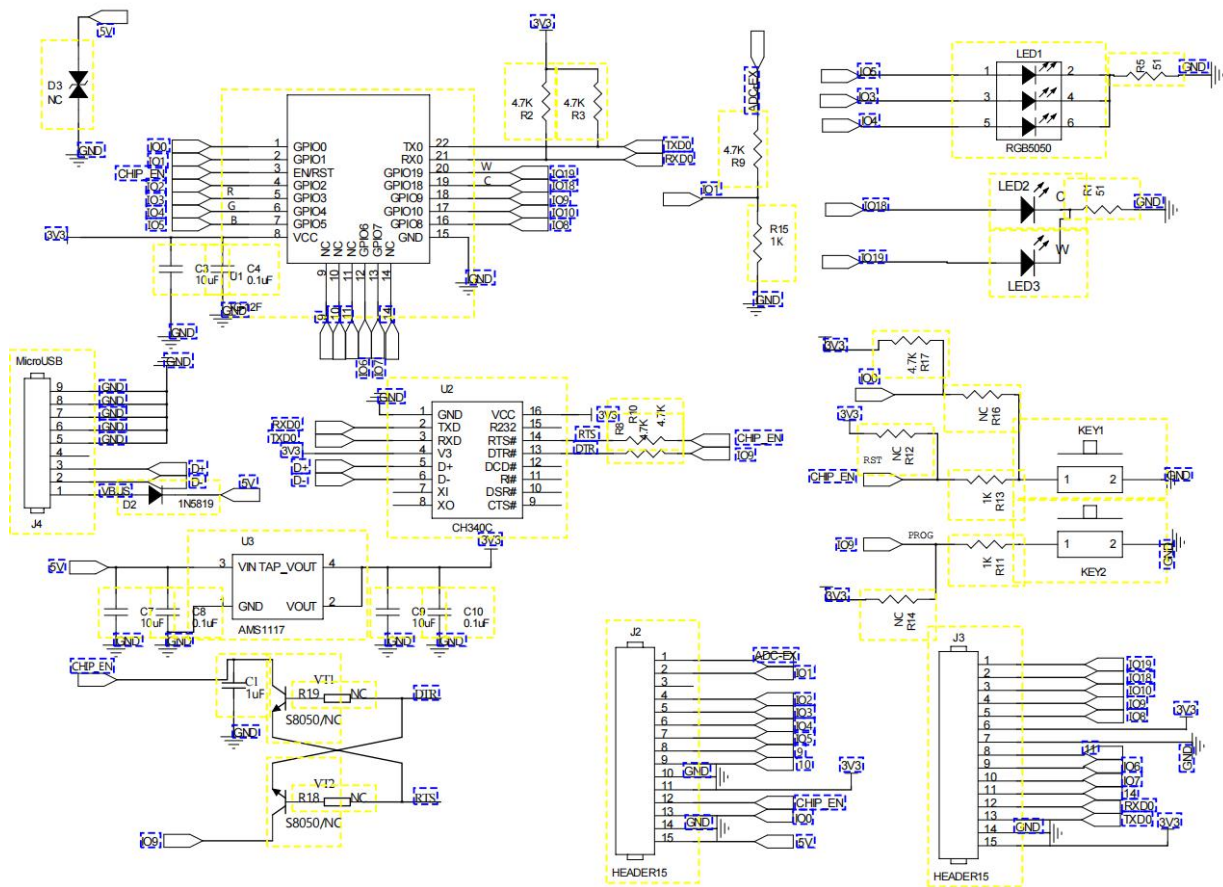 5V
D3
NC
GND
3V3
4.7K
R2
4.7K
R3
IO0
IO1
CHIP_EN
IO2
R IO3
G IO4
B IO5
3V3
1 GPIO0
2 GPIO1
3 EN/RST
4 GPIO2
5 GPIO3
6 GPIO4
7 GPIO5
8 VCC
TX0 22 TXD0
RX0 21 RXD0
GPIO19 20 W IO19
GPIO18 19 C IO18
GPIO9 18 IO9
GPIO10 17 IO10
GPIO8 16 IO8
GND 15
GND
NC NC NC GPIO6 GPIO7 NC
9 10 11 12 13 14
9 10 11 IO6 IO7 14
C3
10uF
U1
C4
0.1uF
GND
GND
ADC-EX
4.7K
R9
IO1
R15
1K
GND
LED1
IO5 1 2
IO3 3 4
IO4 5 6
RGB5050
R5
51
GND
LED2
IO18 C
51
GND
IO19 W
LED3
MicroUSB
GND
9 GND
8 GND
7 GND
6 GND
5 GND
4
3 D+
2 D-
1 VBUS
D2 1N5819
5V
J4
U2
GND
RXD0
TXD0
3V3
D+
D-
1 GND VCC 16
2 TXD R232 15
3 RXD RTS# 14
4 V3 DTR# 13
5 D+ DCD# 12
6 D- RI# 11
7 XI DSR# 10
8 XO CTS# 9
CH340C
3V3
RTS
DTR
R8
R10
4.7K
4.7K
CHIP_EN
IO9
3V3
4.7K
R17
NC
R16
3V3
RST
NC
R12
CHIP_EN
1K
R13
KEY1
1 2
GND
IO9 PROG
1K
R11
1 2
KEY2
GND
3V3
NC
R14
U3
5V
3 VIN TAP_VOUT 4
1 GND VOUT 2
AMS1117
3V3
C7
10uF
C8
0.1uF
C9
10uF
C10
0.1uF
GND
GND
GND
GND
CHIP_EN
C1
1uF
GND
VT1
R19 NC
DTR
S8050/NC
VT2
R18 NC
RTS
S8050/NC
IO9
J2
1 ADC-EX
2 IO1
3
4 IO2
5 IO3
6 IO4
7 IO5
8 9
9 10
10 GND
11 3V3
12 CHIP_EN
13 IO0
14 GND
15 5V
HEADER15
J3
1 IO19
2 IO18
3 IO10
4 IO9
5 IO8
6 3V3
7 GND
8 11
9 IO6
10 IO7
11 14
12 RXD0
13 TXD0
14 GND
15 3V3
HEADER15